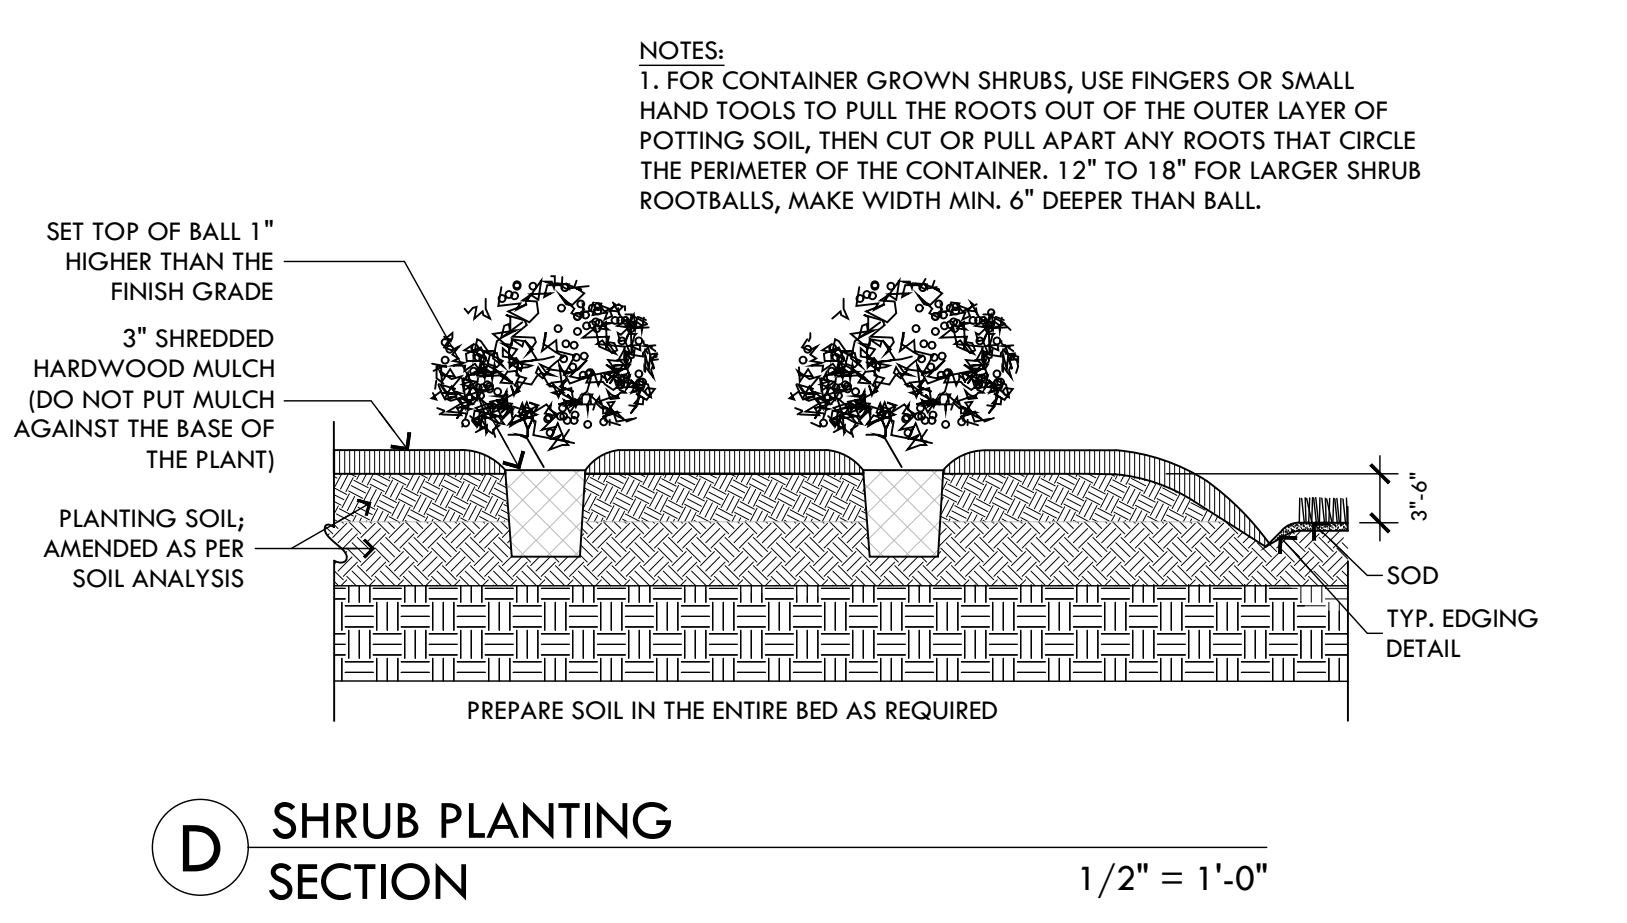 NOTES:
1. FOR CONTAINER GROWN SHRUBS, USE FINGERS OR SMALL
HAND TOOLS TO PULL THE ROOTS OUT OF THE OUTER LAYER OF
POTTING SOIL, THEN CUT OR PULL APART ANY ROOTS THAT CIRCLE
THE PERIMETER OF THE CONTAINER. 12" TO 18" FOR LARGER SHRUB
ROOTBALLS, MAKE WIDTH MIN. 6" DEEPER THAN BALL.
SET TOP OF BALL 1"
HIGHER THAN THE
FINISH GRADE
3" SHREDDED
HARDWOOD MULCH
(DO NOT PUT MULCH
AGAINST THE BASE OF
THE PLANT)
PLANTING SOIL;
AMENDED AS PER
SOIL ANALYSIS
3"-6"
SOD
TYP. EDGING
DETAIL
PREPARE SOIL IN THE ENTIRE BED AS REQUIRED
D
SHRUB PLANTING
SECTION
1/2" = 1'-0"